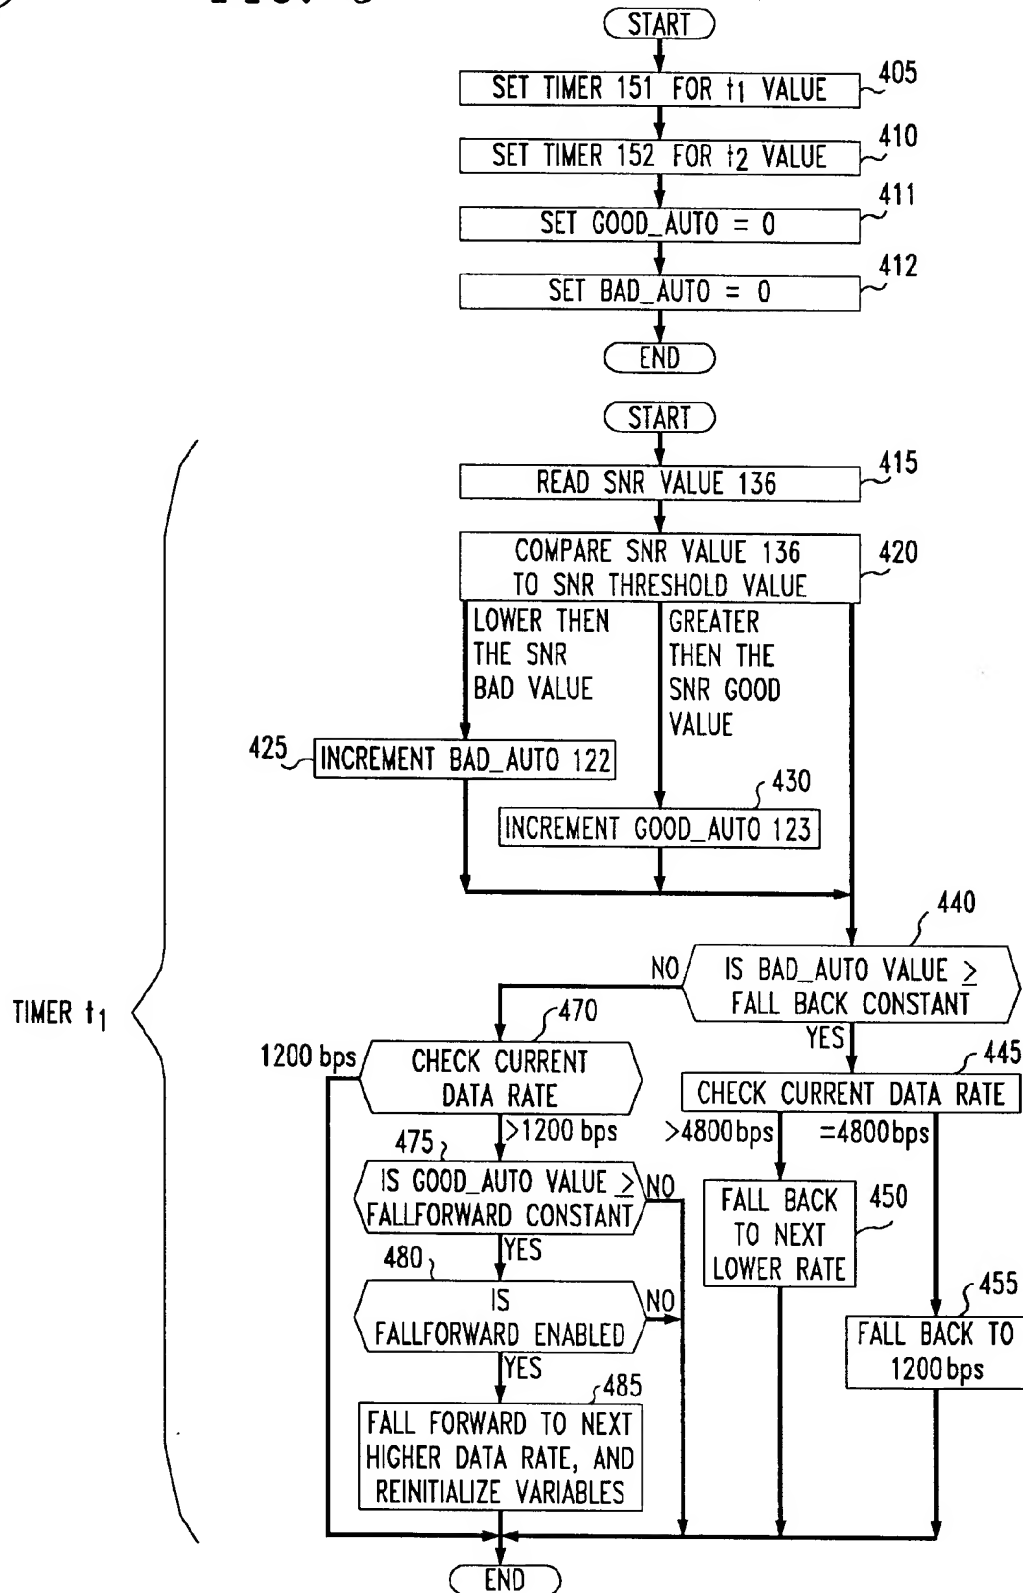 START
SET TIMER 151 FOR t1 VALUE
405
SET TIMER 152 FOR t2 VALUE
410
SET GOOD_AUTO = 0
411
SET BAD_AUTO = 0
412
END
START
READ SNR VALUE 136
415
COMPARE SNR VALUE 136
TO SNR THRESHOLD VALUE
420
LOWER THEN
THE SNR
BAD VALUE
GREATER
THEN THE
SNR GOOD
VALUE
425
INCREMENT BAD_AUTO 122
430
INCREMENT GOOD_AUTO 123
440
IS BAD_AUTO VALUE ≥
FALL BACK CONSTANT
NO
YES
TIMER t1
470
1200 bps
CHECK CURRENT
DATA RATE
>1200 bps
445
CHECK CURRENT DATA RATE
>4800bps
=4800bps
475
IS GOOD_AUTO VALUE ≥
FALLFORWARD CONSTANT
NO
YES
FALL BACK
TO NEXT
LOWER RATE
450
480
IS
FALLFORWARD ENABLED
NO
YES
455
FALL BACK TO
1200bps
485
FALL FORWARD TO NEXT
HIGHER DATA RATE, AND
REINITIALIZE VARIABLES
END